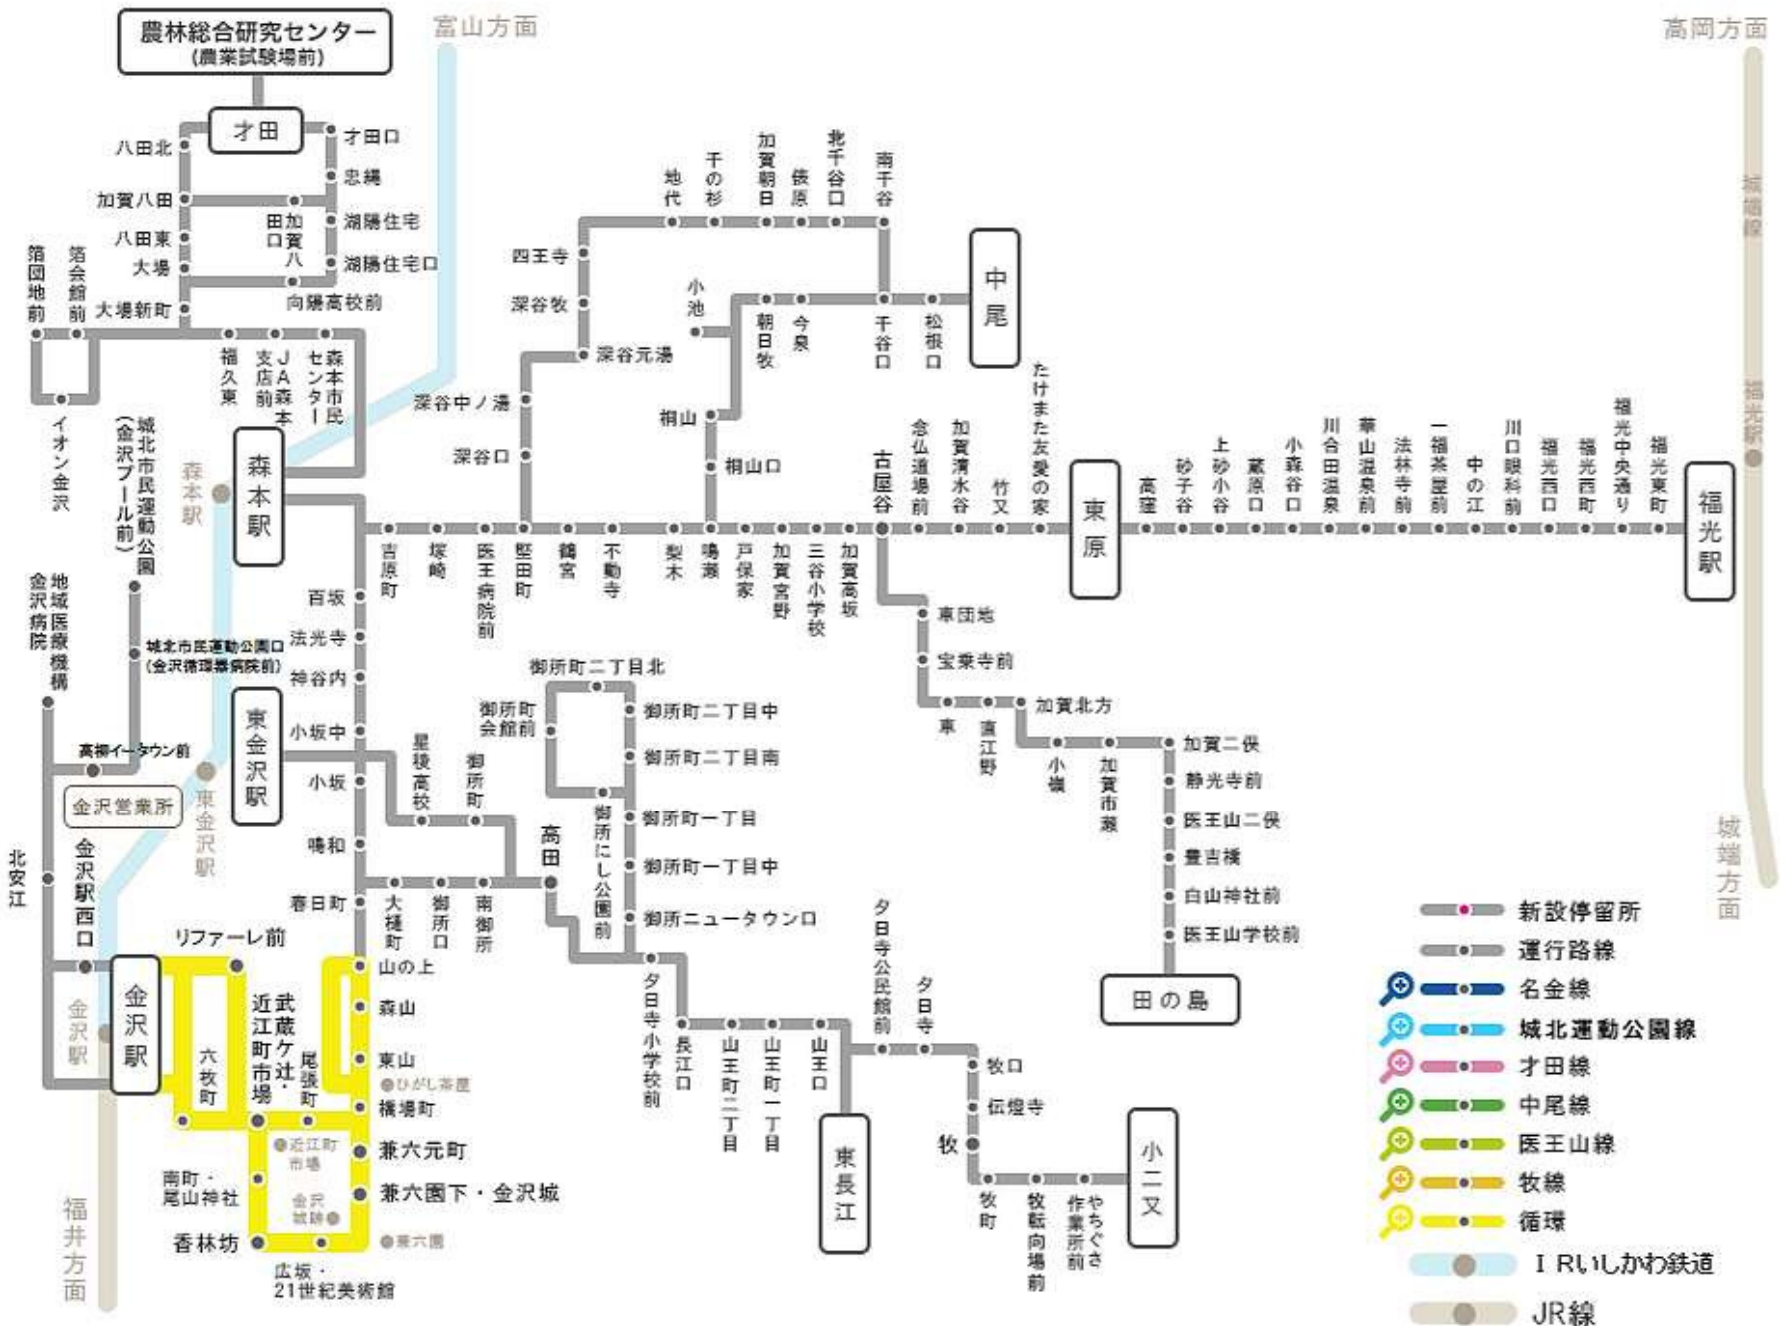 農林総合研究センター
(農業試験場前)
富山方面
高岡方面
才田
才田口
八田北
忠縄
加賀八田
加賀八
田口
湖陽住宅
八田東
湖陽住宅口
大場
向陽高校前
大場新町
箔団地前
箔会館前
イオン金沢
福久東
JA森本
支店前
森本市民
センター
森本駅
森本駅
城北市民運動公園
(金沢プール前)
地域医療機構
金沢病院
城北市民運動公園口
(金沢循環器病院前)
高柳イータウン前
金沢営業所
東金沢駅
東金沢駅
北安江
金沢駅西口
金沢駅
金沢駅
リファーレ前
六枚町
武蔵ケ辻・
近江町市場
尾張町
近江町
市場
南町・
尾山神社
金沢
城跡
香林坊
広坂・
21世紀美術館
兼六園
兼六園下・金沢城
兼六元町
橋場町
ひがし茶屋
東山
森山
山の上
福井方面
百坂
法光寺
神谷内
小坂中
小坂
鳴和
春日町
星稜高校
御所町
大樋町
御所口
南御所
高田
御所町二丁目北
御所町
会館前
御所町二丁目中
御所町二丁目南
御所にし公園前
御所町一丁目
御所町一丁目中
御所ニュータウン口
夕日寺小学校前
長江口
山王町二丁目
山王町一丁目
山王口
東長江
夕日寺公民館前
夕日寺
牧口
伝燈寺
牧
牧町
牧転向場前
やちぐさ
作業所前
小二又
吉原町
塚崎
医王病院前
堅田町
鶴宮
不動寺
梨木
鳴瀬
戸保家
加賀宮野
三谷小学校
加賀高坂
古屋谷
念仏道場前
加賀清水谷
竹又
たけまた友愛の家
東原
高窪
砂子谷
上砂小谷
蔵原口
小森谷口
川合田温泉
華山温泉前
法林寺前
一福茶屋前
中の江
川口眼科前
福光西口
福光西町
福光中央通り
福光東町
福光駅
城端線
福光駅
城端方面
深谷口
深谷中ノ湯
深谷元湯
深谷牧
四王寺
地代
千の杉
加賀朝日
俵原
北千谷口
南千谷
小池
朝日牧
今泉
千谷口
松根口
中尾
桐山
桐山口
車団地
宝乗寺前
車
直江野
加賀北方
小嶺
加賀市瀬
加賀二俣
静光寺前
医王山二俣
豊吉橋
白山神社前
医王山学校前
田の島
新設停留所
運行路線
名金線
城北運動公園線
才田線
中尾線
医王山線
牧線
循環
IRいしかわ鉄道
JR線